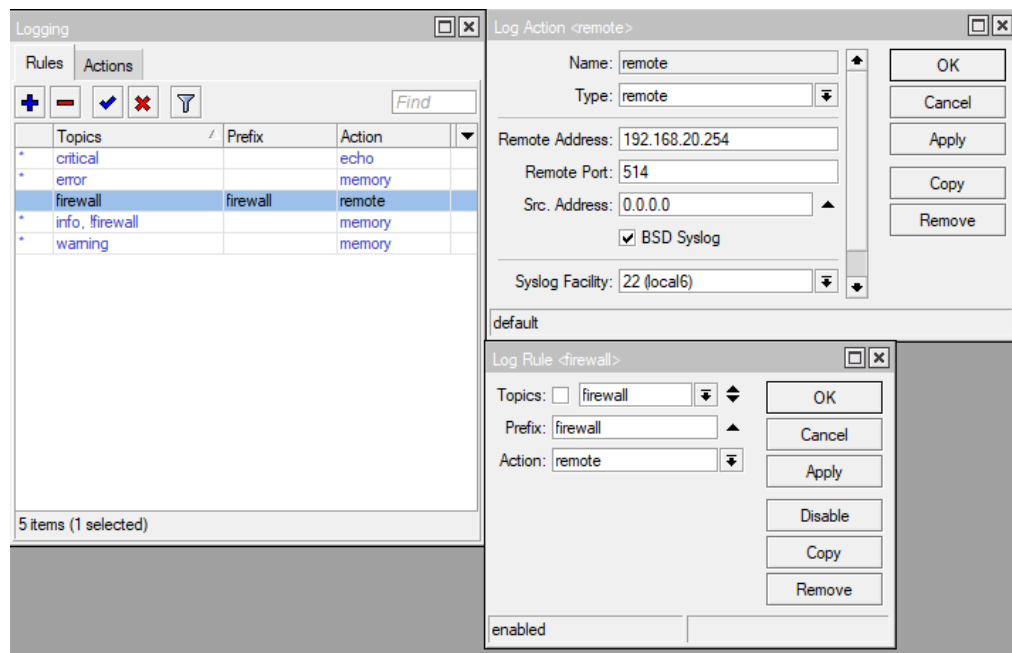 Logging
Rules Actions
Find
Topics / Prefix Action
* critical echo
* error memory
firewall firewall remote
* info, !firewall memory
* warning memory
5 items (1 selected)
Log Action <remote>
Name: remote
Type: remote
Remote Address: 192.168.20.254
Remote Port: 514
Src. Address: 0.0.0.0
BSD Syslog
Syslog Facility: 22 (local6)
OK
Cancel
Apply
Copy
Remove
default
Log Rule <firewall>
Topics: firewall
Prefix: firewall
Action: remote
OK
Cancel
Apply
Disable
Copy
Remove
enabled